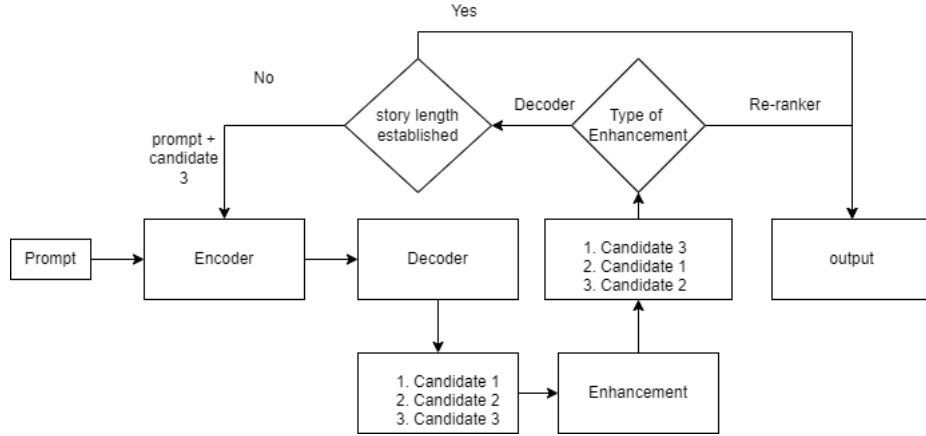 Yes
No
story length
established
Decoder
Type of
Enhancement
Re-ranker
prompt +
candidate
3
Prompt
Encoder
Decoder
1. Candidate 3
2. Candidate 1
3. Candidate 2
output
1. Candidate 1
2. Candidate 2
3. Candidate 3
Enhancement